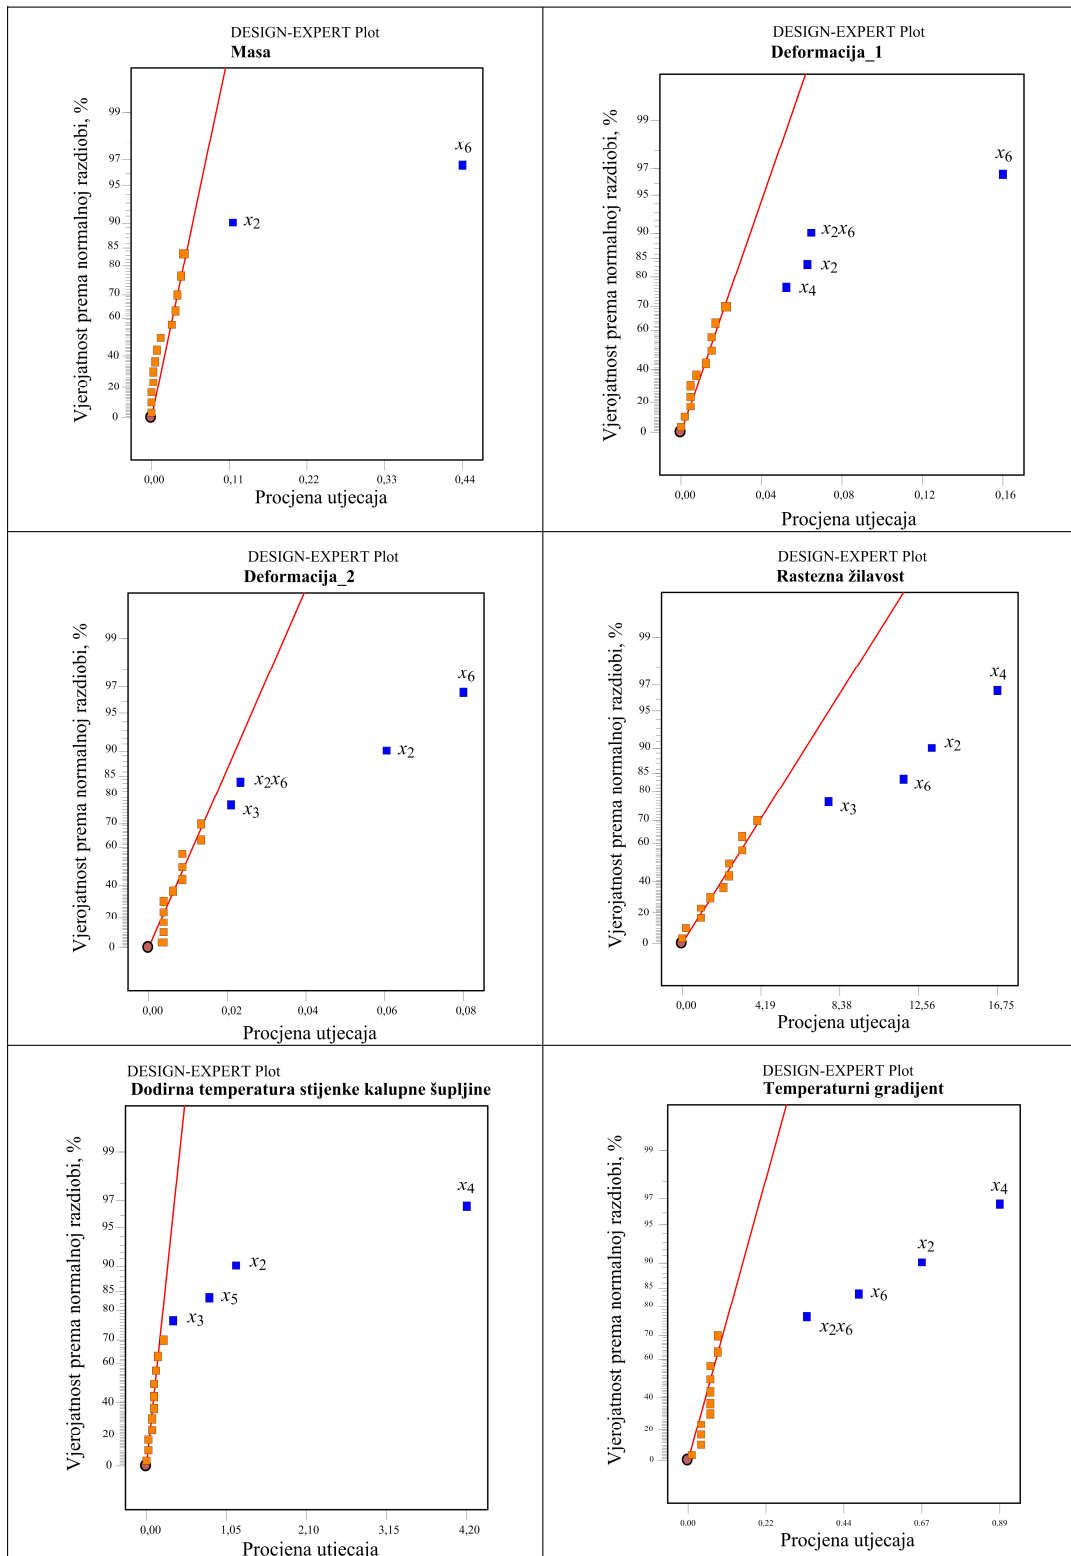 DESIGN-EXPERT Plot
Masa
Vjerojatnost prema normalnoj razdiobi, %
99
97
95
90
85
80
70
60
40
20
0
x6
x2
0,00 0,11 0,22 0,33 0,44
Procjena utjecaja
DESIGN-EXPERT Plot
Deformacija_1
Vjerojatnost prema normalnoj razdiobi, %
99
97
95
90
85
80
70
60
40
20
0
x6
x2x6
x2
x4
0,00 0,04 0,08 0,12 0,16
Procjena utjecaja
DESIGN-EXPERT Plot
Deformacija_2
Vjerojatnost prema normalnoj razdiobi, %
99
97
95
90
85
80
70
60
40
20
0
x6
x2
x2x6
x3
0,00 0,02 0,04 0,06 0,08
Procjena utjecaja
DESIGN-EXPERT Plot
Rastezna žilavost
Vjerojatnost prema normalnoj razdiobi, %
99
97
95
90
85
80
70
60
40
20
0
x4
x2
x6
x3
0,00 4,19 8,38 12,56 16,75
Procjena utjecaja
DESIGN-EXPERT Plot
Dodirna temperatura stijenke kalupne šupljine
Vjerojatnost prema normalnoj razdiobi, %
99
97
95
90
85
80
70
60
40
20
0
x4
x2
x5
x3
0,00 1,05 2,10 3,15 4,20
Procjena utjecaja
DESIGN-EXPERT Plot
Temperaturni gradijent
Vjerojatnost prema normalnoj razdiobi, %
99
97
95
90
85
80
70
60
40
20
0
x4
x2
x6
x2x6
0.00 0.22 0.44 0.67 0.89
Procjena utjecaja